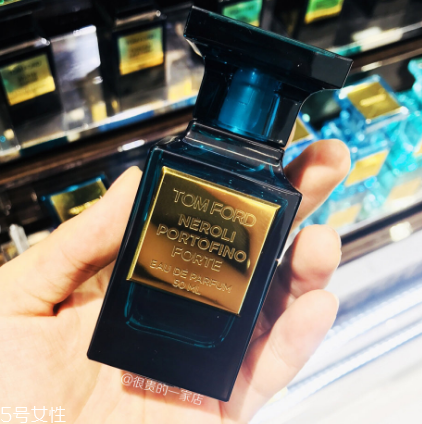 TOM FORD
NEROLI
PORTOFINO
FORTE
EAU DE PARFUM
50 ML
@很贵的一家店
5号女性